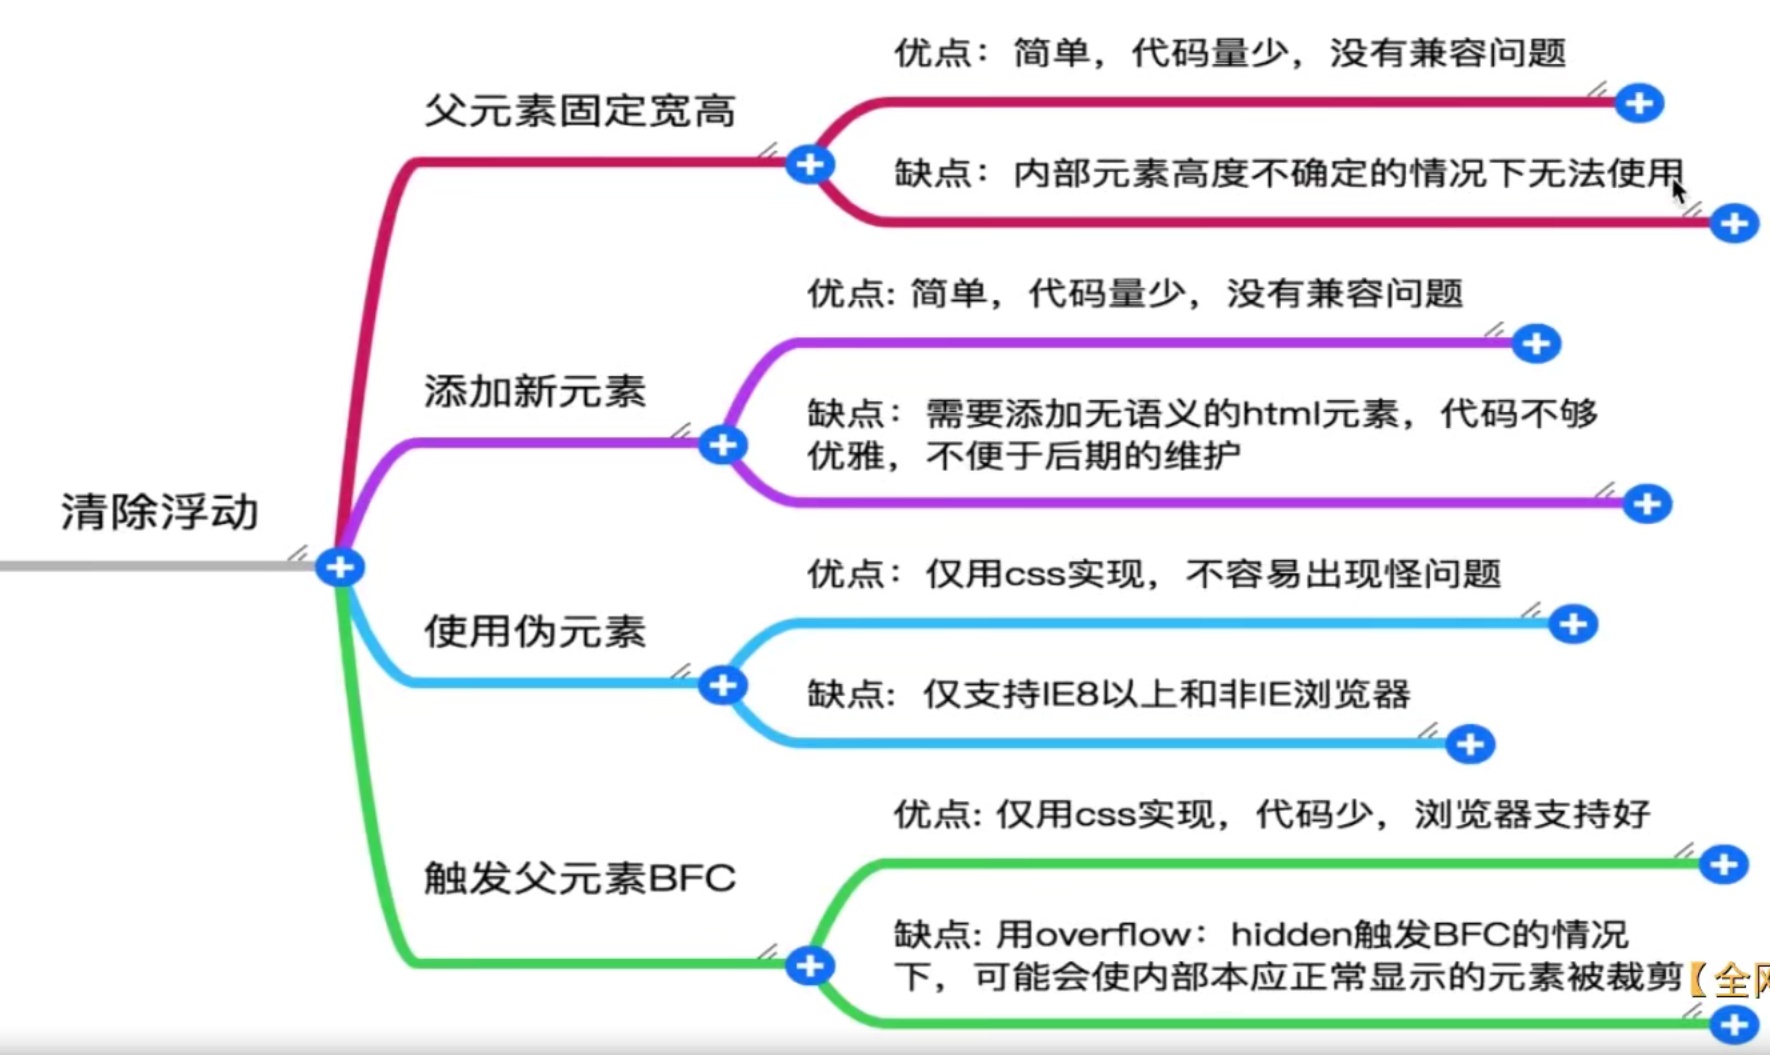 优点：简单，代码量少，没有兼容问题
父元素固定宽高
缺点：内部元素高度不确定的情况下无法使用
优点: 简单，代码量少，没有兼容问题
添加新元素
缺点：需要添加无语义的html元素，代码不够
优雅，不便于后期的维护
清除浮动
优点：仅用css实现，不容易出现怪问题
使用伪元素
缺点：仅支持IE8以上和非IE浏览器
优点: 仅用css实现，代码少，浏览器支持好
触发父元素BFC
缺点: 用overflow：hidden触发BFC的情况
下，可能会使内部本应正常显示的元素被裁剪
【全